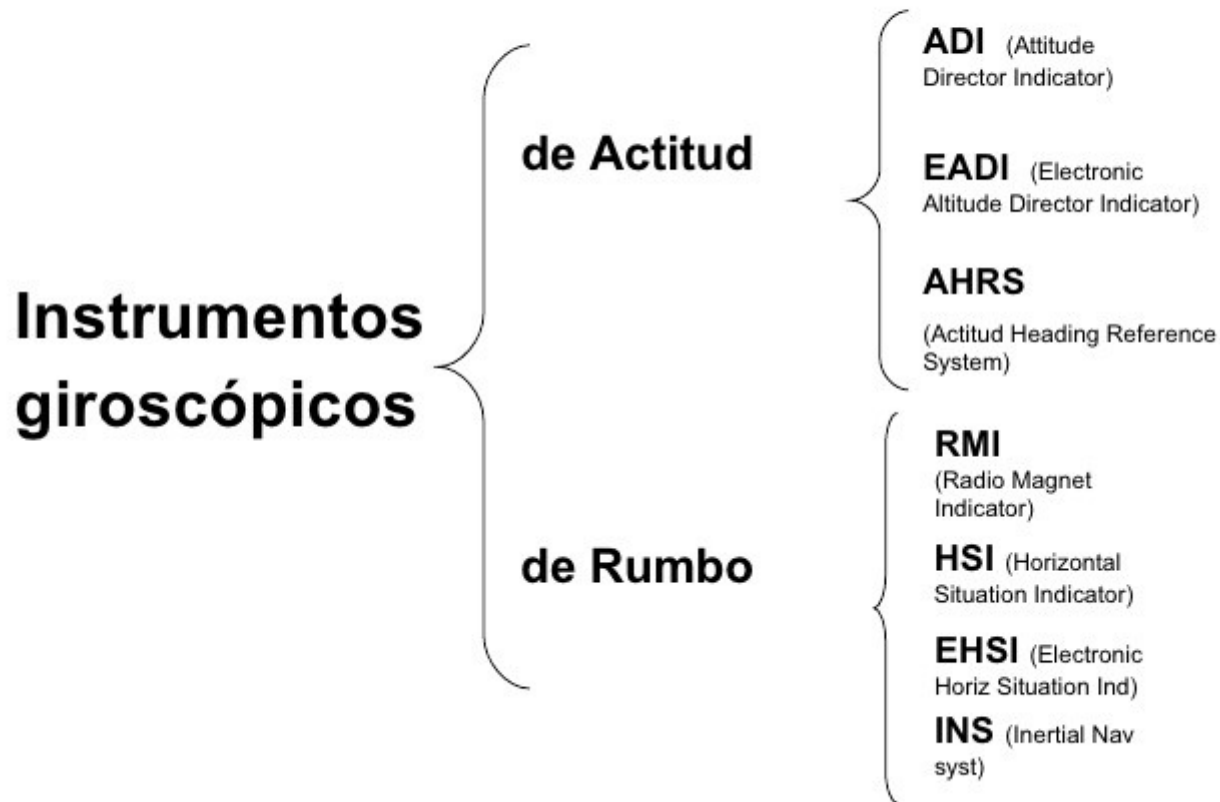 Instrumentos
giroscópicos
de Actitud
ADI (Attitude
Director Indicator)
EADI (Electronic
Altitude Director Indicator)
AHRS
(Actitud Heading Reference
System)
de Rumbo
RMI
(Radio Magnet
Indicator)
HSI (Horizontal
Situation Indicator)
EHSI (Electronic
Horiz Situation Ind)
INS (Inertial Nav
syst)